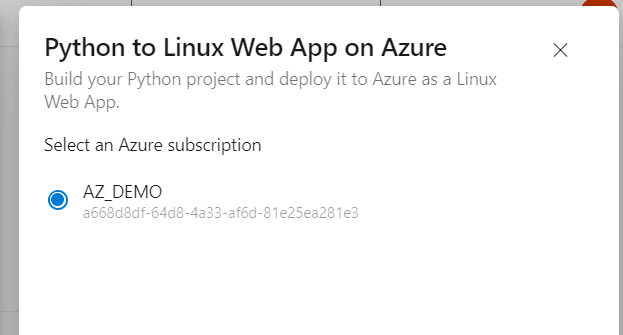 Python to Linux Web App on Azure
Build your Python project and deploy it to Azure as a Linux
Web App.
Select an Azure subscription
AZ_DEMO
a668d8df-64d8-4a33-af6d-81e25ea281e3